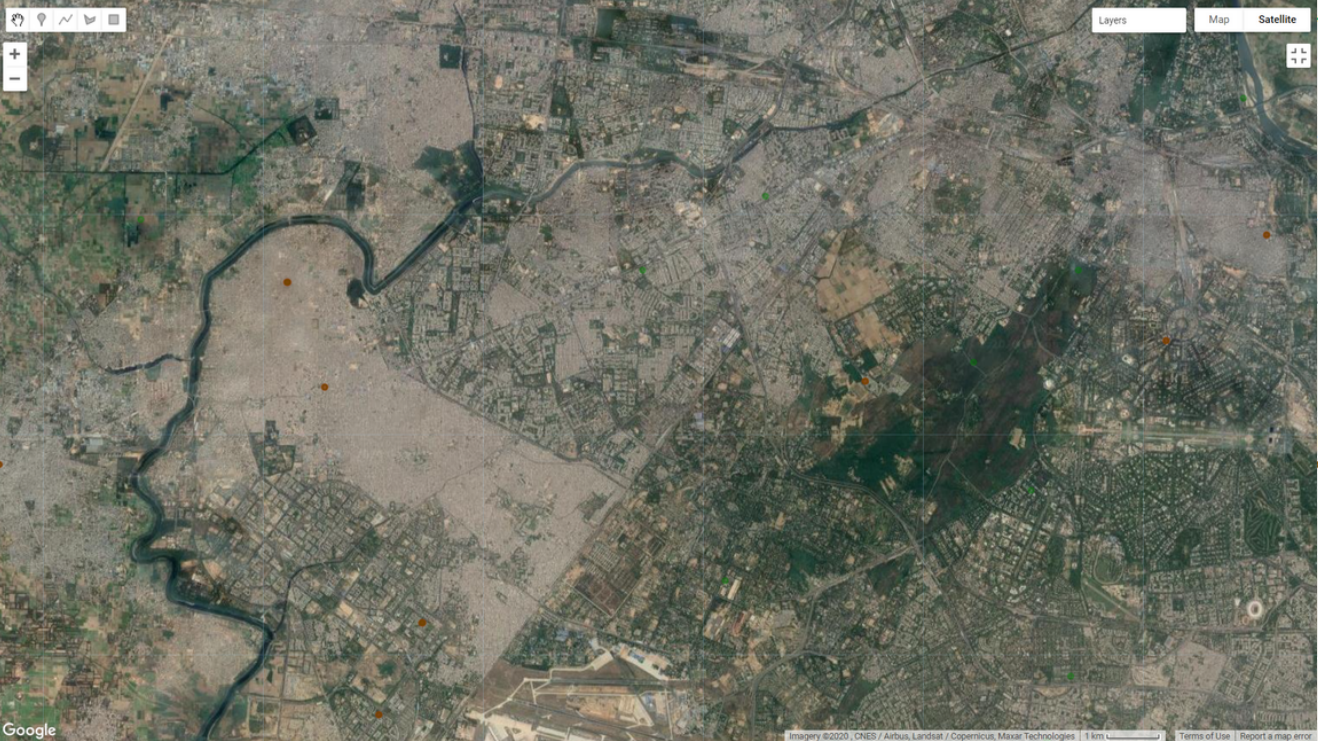 Layers
Map
Satellite
+
−
Google
Imagery ©2020 , CNES / Airbus, Landsat / Copernicus, Maxar Technologies
1 km
Terms of Use
Report a map error